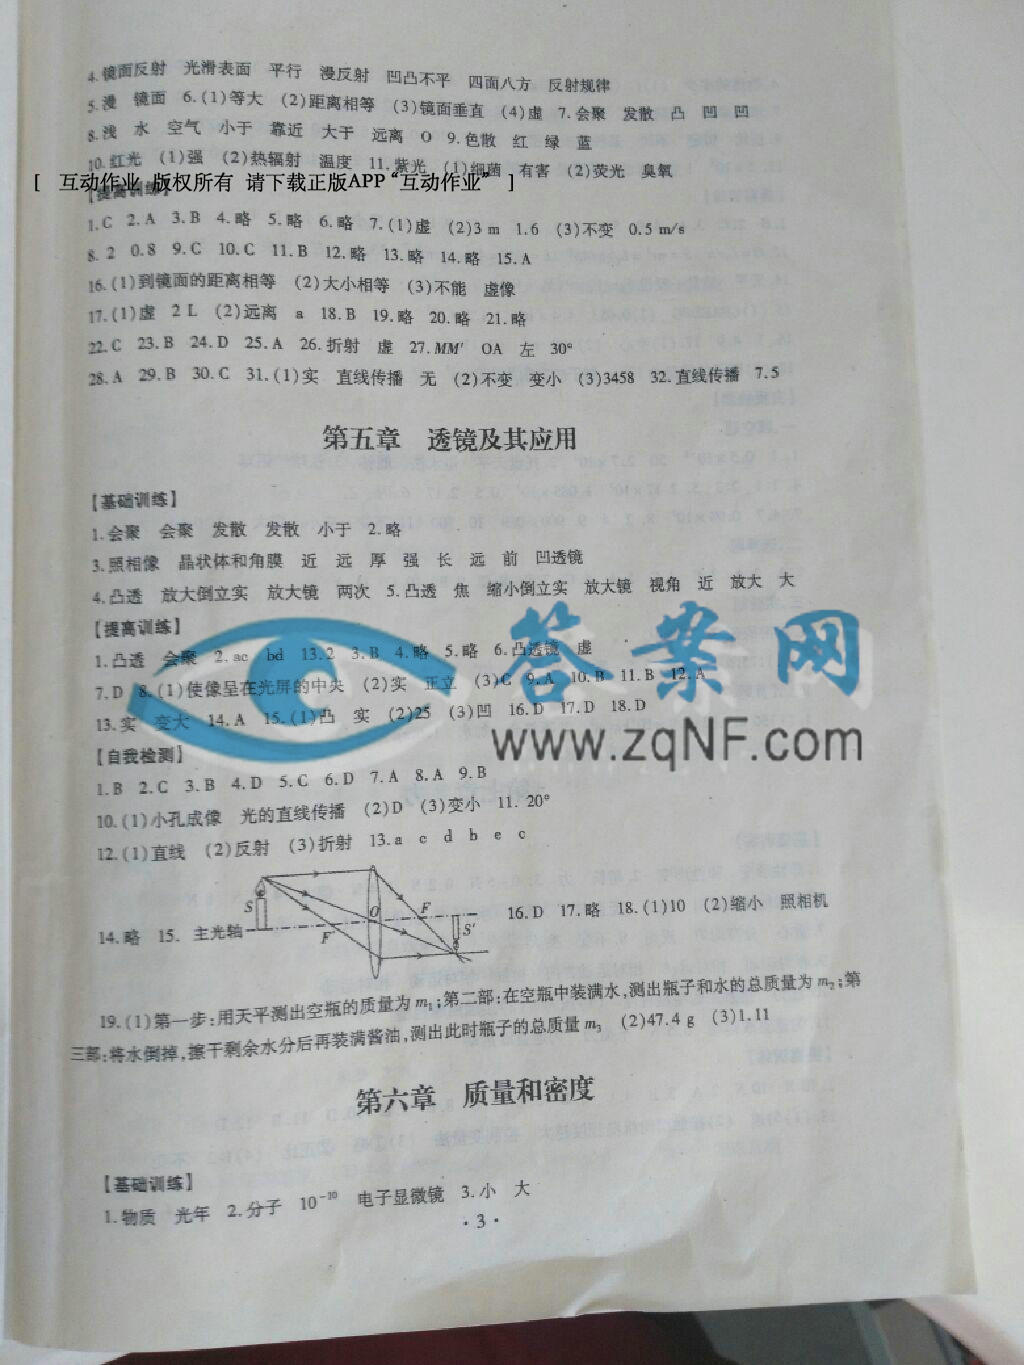 4.镜面反射 光滑表面 平行 漫反射 凹凸不平 四面八方 反射规律
5.漫 镜面 6.(1)等大 (2)距离相等 (3)镜面垂直 (4)虚 7.会聚 发散 凸 凹 凹
8.浅 水 空气 小于 靠近 大于 远离 O 9.色散 红 绿 蓝
10.红光 (1)强 (2)热辐射 温度 11.紫光 (1)细菌 有害 (2)荧光 臭氧
[ 互动作业 版权所有 请下载正版APP“互动作业” ]
【提高训练】
1.C 2.A 3.B 4.略 5.略 6.略 7.(1)虚 (2)3 m 1.6 (3)不变 0.5 m/s
8.2 0.8 9.C 10.C 11.B 12.略 13.略 14.略 15.A
16.(1)到镜面的距离相等 (2)大小相等 (3)不能 虚像
17.(1)虚 2 L (2)远离 a 18.B 19.略 20.略 21.略
22.C 23.B 24.D 25.A 26.折射 虚 27.MM′ OA 左 30°
28.A 29.B 30.C 31.(1)实 直线传播 无 (2)不变 变小 (3)3458 32.直线传播 7.5
第五章 透镜及其应用
【基础训练】
1.会聚 会聚 发散 发散 小于 2.略
3.照相像 晶状体和角膜 近 远 厚 强 长 远 前 凹透镜
4.凸透 放大倒立实 放大镜 两次 5.凸透 焦 缩小倒立实 放大镜 视角 近 放大 大
【提高训练】
1.凸透 会聚 2.ac bd 13.2 3.B 4.略 5.略 6.凸透镜 虚
7.D 8.(1)使像呈在光屏的中央 (2)实 正立 (3)C 9.A 10.B 11.B 12.A
13.实 变大 14.A 15.(1)凸 实 (2)25 (3)凹 16.D 17.D 18.D
答案网
www.zqNF.com
【自我检测】
1.B 2.C 3.B 4.D 5.C 6.D 7.A 8.A 9.B
10.(1)小孔成像 光的直线传播 (2)D (3)变小 11.20°
12.(1)直线 (2)反射 (3)折射 13.a c d b e c
14.略 15. 主光轴 S F O F S′ 16.D 17.略 18.(1)10 (2)缩小 照相机
19.(1)第一步:用天平测出空瓶的质量为m₁;第二部:在空瓶中装满水,测出瓶子和水的总质量为m₂;第
三部:将水倒掉,擦干剩余水分后再装满酱油,测出此时瓶子的总质量m₃ (2)47.4 g (3)1.11
第六章 质量和密度
【基础训练】
1.物质 光年 2.分子 10⁻¹⁰ 电子显微镜 3.小 大
·3·